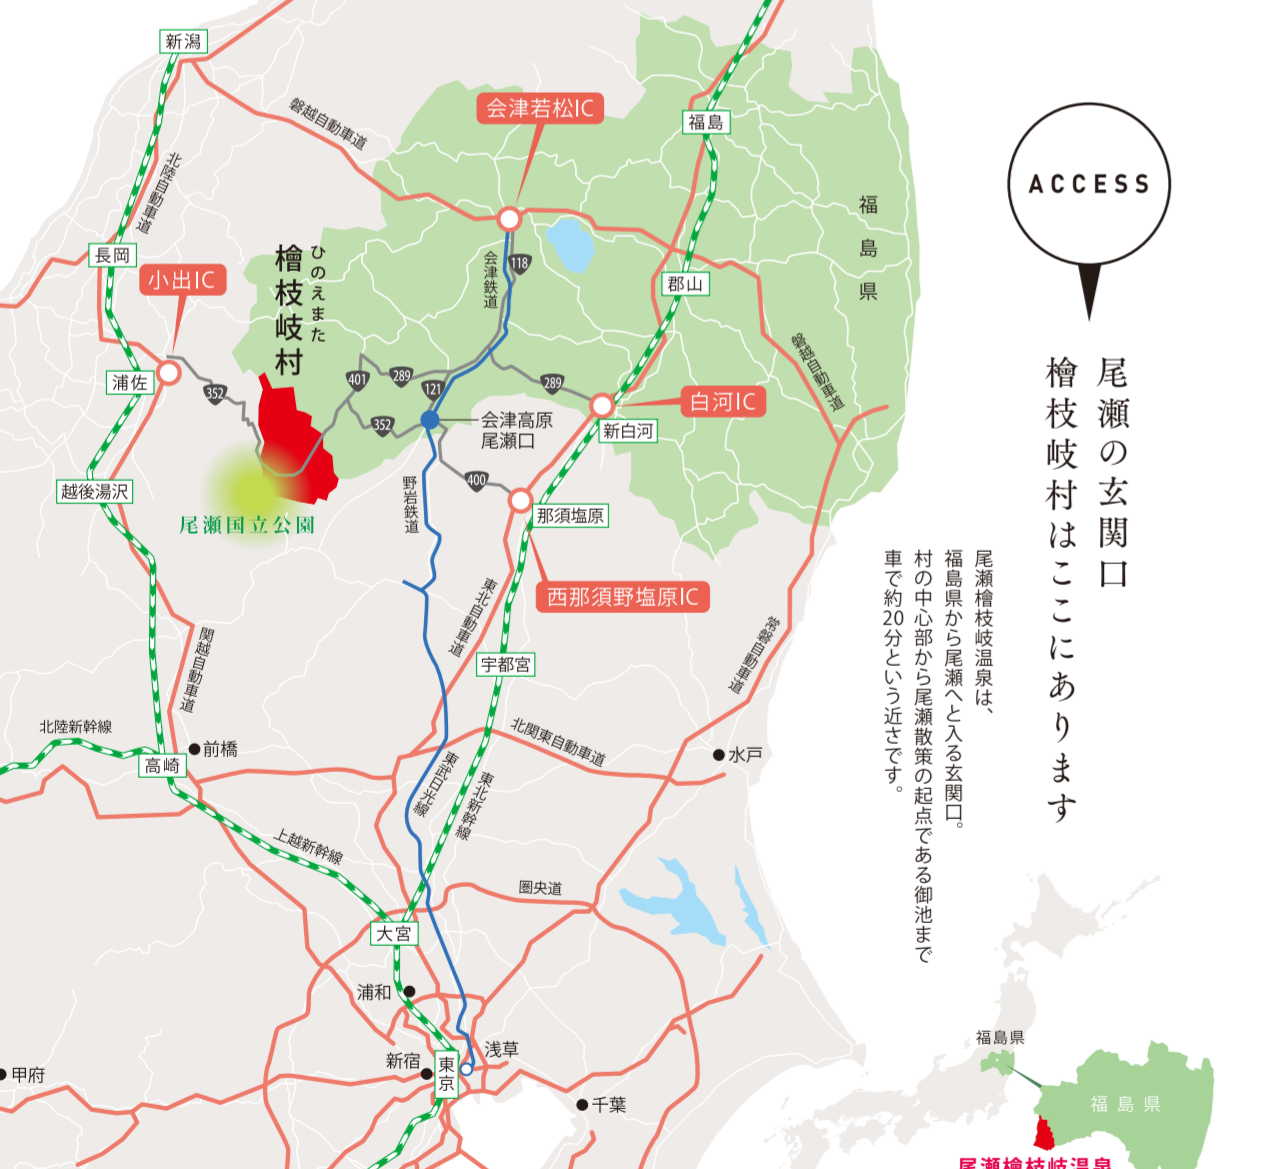 ACCESS
尾瀬の玄関口
檜枝岐村はここにあります
尾瀬檜枝岐温泉は、
福島県から尾瀬へと入る玄関口。
村の中心部から尾瀬散策の起点である御池まで
車で約20分という近さです。
新潟
磐越自動車道
会津若松IC
福島
北陸自動車道
福島県
長岡
小出IC
ひのえまた
檜枝岐村
会津鉄道
118
郡山
磐越自動車道
浦佐
352
401
289
121
289
白河IC
352
会津高原
尾瀬口
新白河
越後湯沢
400
野岩鉄道
那須塩原
尾瀬国立公園
西那須野塩原IC
東北自動車道
常磐自動車道
関越自動車道
宇都宮
北陸新幹線
前橋
高崎
北関東自動車道
水戸
東武日光線
東北新幹線
上越新幹線
圏央道
大宮
浦和
新宿
東京
浅草
甲府
千葉
福島県
福島県
尾瀬檜枝岐温泉